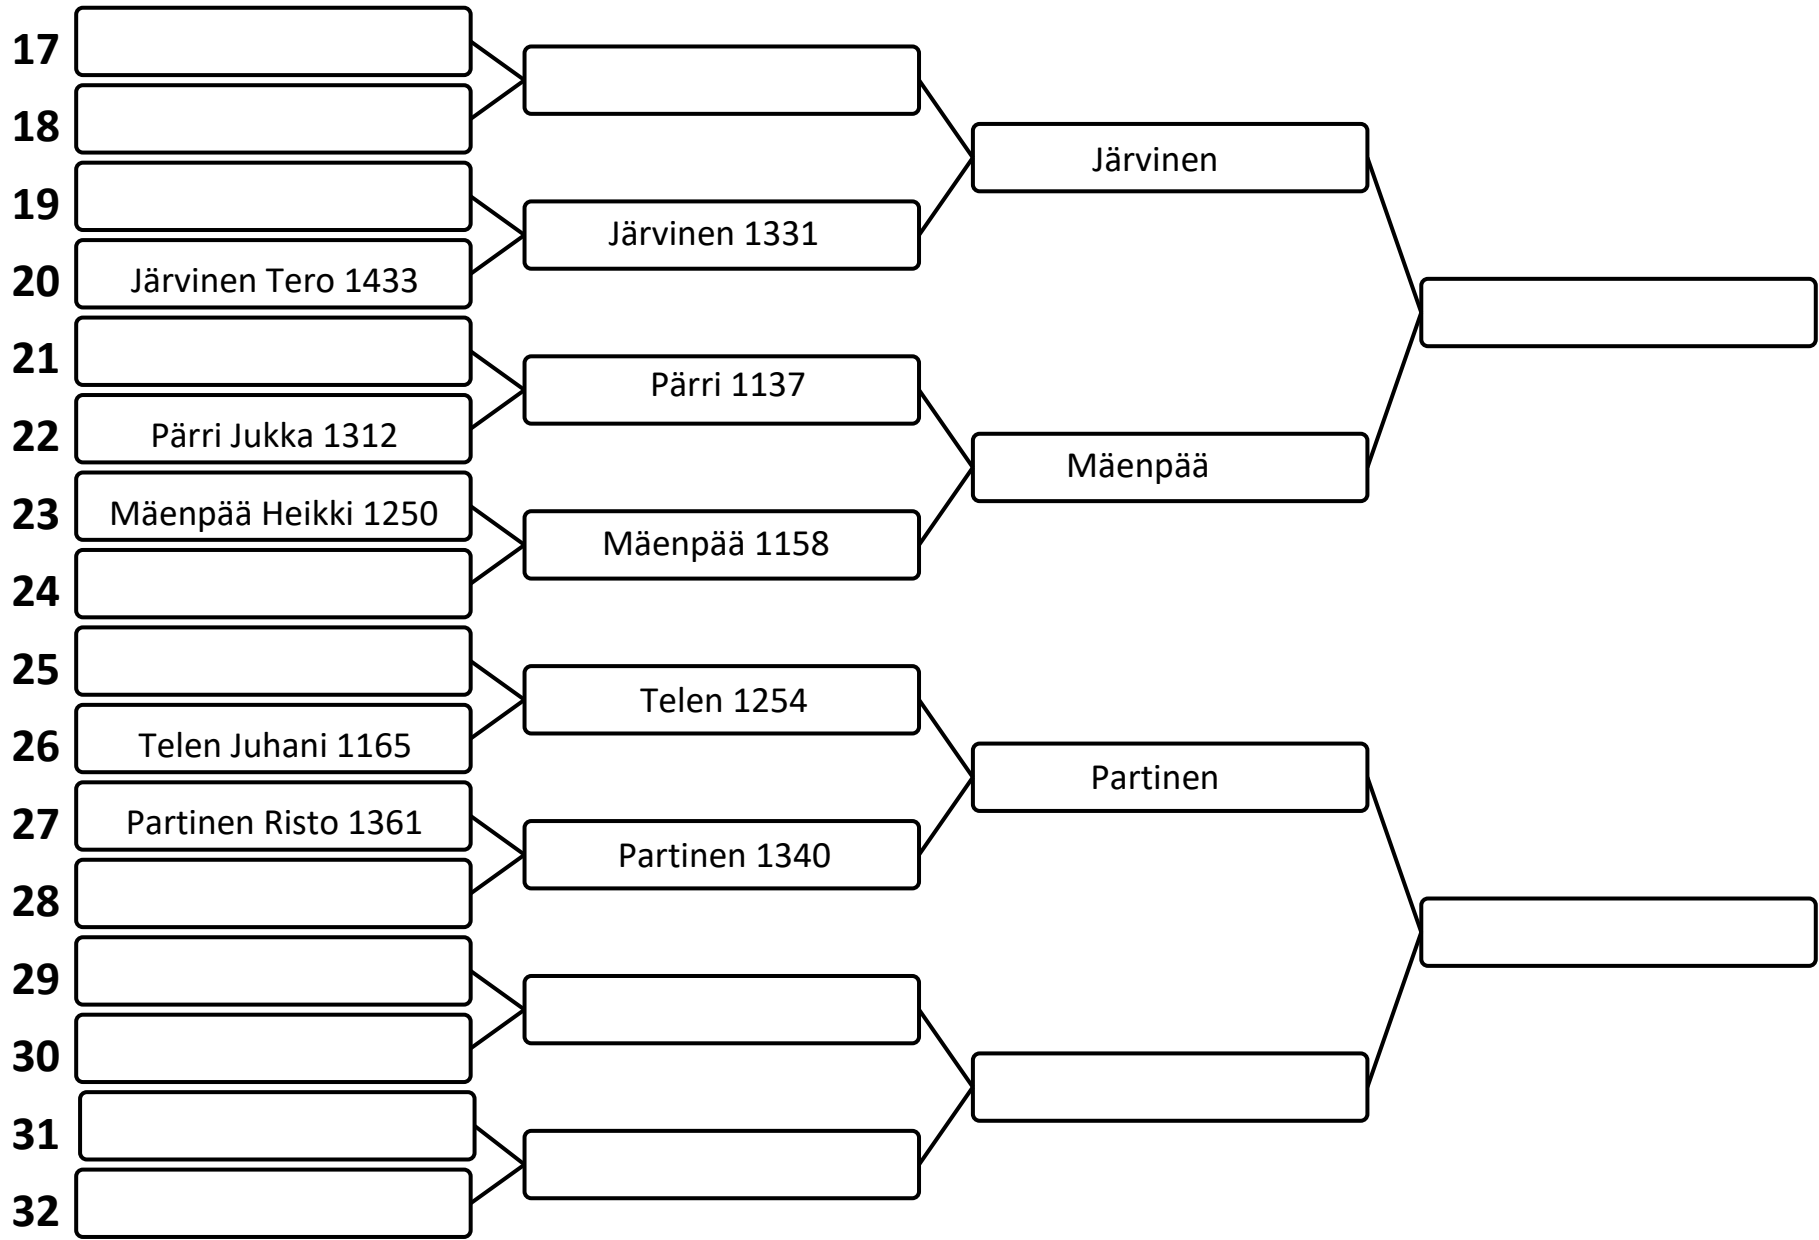 17
18
Järvinen
19
Järvinen 1331
20 Järvinen Tero 1433
21
Pärri 1137
22 Pärri Jukka 1312
Mäenpää
23 Mäenpää Heikki 1250
Mäenpää 1158
24
25
Telen 1254
26 Telen Juhani 1165
Partinen
27 Partinen Risto 1361
Partinen 1340
28
29
30
31
32